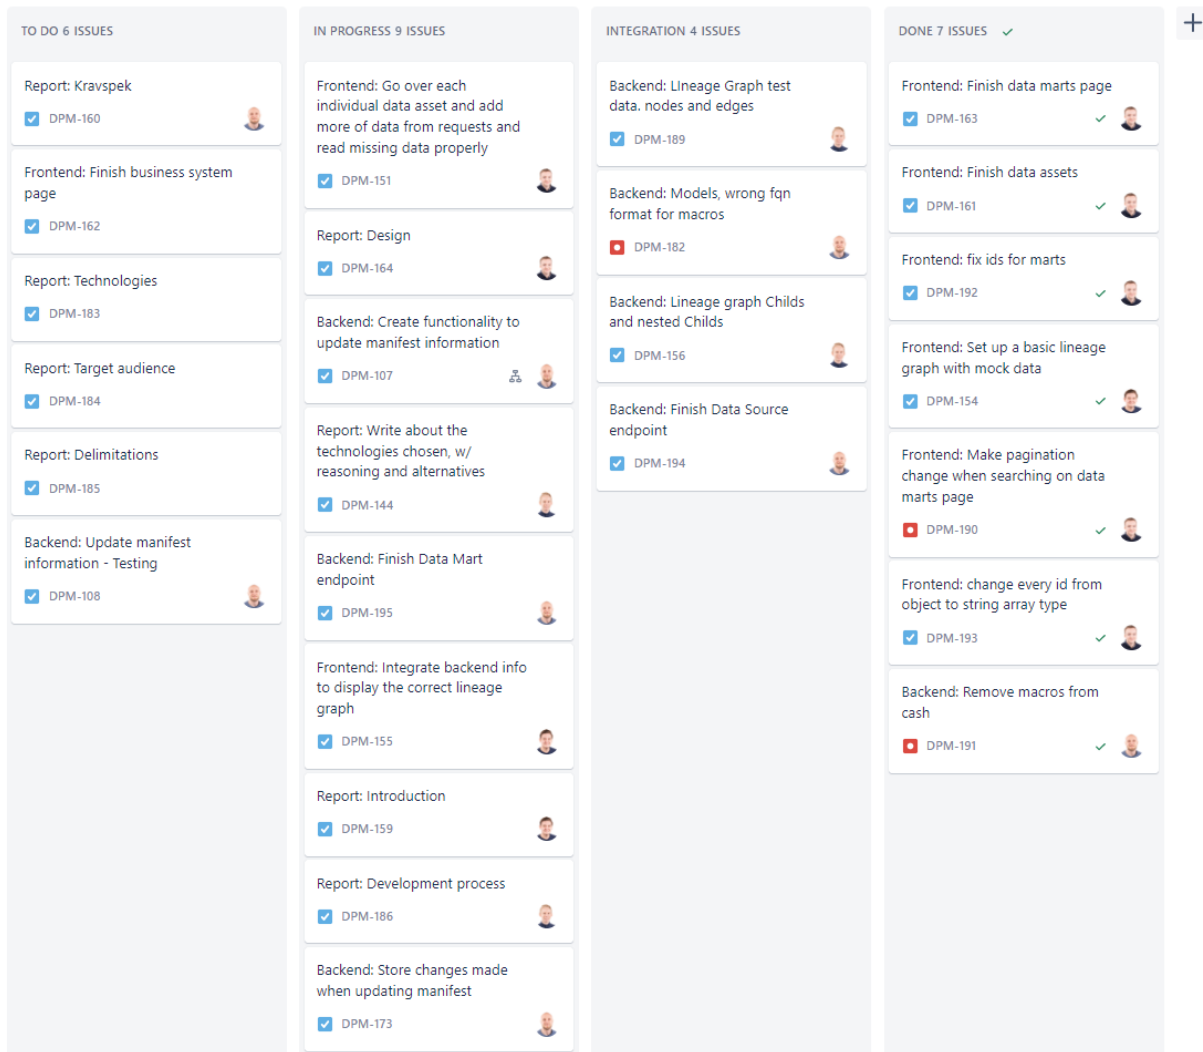 TO DO 6 ISSUES
Report: Kravspek
DPM-160
Frontend: Finish business system
page
DPM-162
Report: Technologies
DPM-183
Report: Target audience
DPM-184
Report: Delimitations
DPM-185
Backend: Update manifest
information - Testing
DPM-108
IN PROGRESS 9 ISSUES
Frontend: Go over each
individual data asset and add
more of data from requests and
read missing data properly
DPM-151
Report: Design
DPM-164
Backend: Create functionality to
update manifest information
DPM-107
Report: Write about the
technologies chosen, w/
reasoning and alternatives
DPM-144
Backend: Finish Data Mart
endpoint
DPM-195
Frontend: Integrate backend info
to display the correct lineage
graph
DPM-155
Report: Introduction
DPM-159
Report: Development process
DPM-186
Backend: Store changes made
when updating manifest
DPM-173
INTEGRATION 4 ISSUES
Backend: LIneage Graph test
data. nodes and edges
DPM-189
Backend: Models, wrong fqn
format for macros
DPM-182
Backend: Lineage graph Childs
and nested Childs
DPM-156
Backend: Finish Data Source
endpoint
DPM-194
DONE 7 ISSUES
Frontend: Finish data marts page
DPM-163
Frontend: Finish data assets
DPM-161
Frontend: fix ids for marts
DPM-192
Frontend: Set up a basic lineage
graph with mock data
DPM-154
Frontend: Make pagination
change when searching on data
marts page
DPM-190
Frontend: change every id from
object to string array type
DPM-193
Backend: Remove macros from
cash
DPM-191